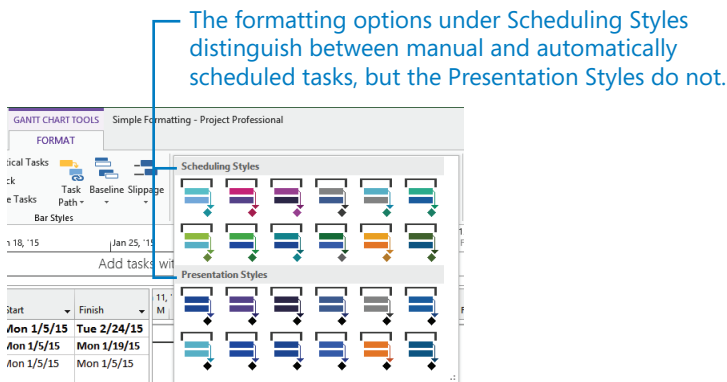 The formatting options under Scheduling Styles
distinguish between manual and automatically
scheduled tasks, but the Presentation Styles do not.
GANTT CHART TOOLS Simple Formatting - Project Professional
FORMAT
tical Tasks
ck
e Tasks
Task Path
Baseline
Slippage
Bar Styles
Scheduling Styles
n 18, '15
Jan 25, '15
Add tasks wit
Presentation Styles
Start
Finish
11, '
M
Mon 1/5/15 Tue 2/24/15
Mon 1/5/15 Mon 1/19/15
Mon 1/5/15 Mon 1/5/15